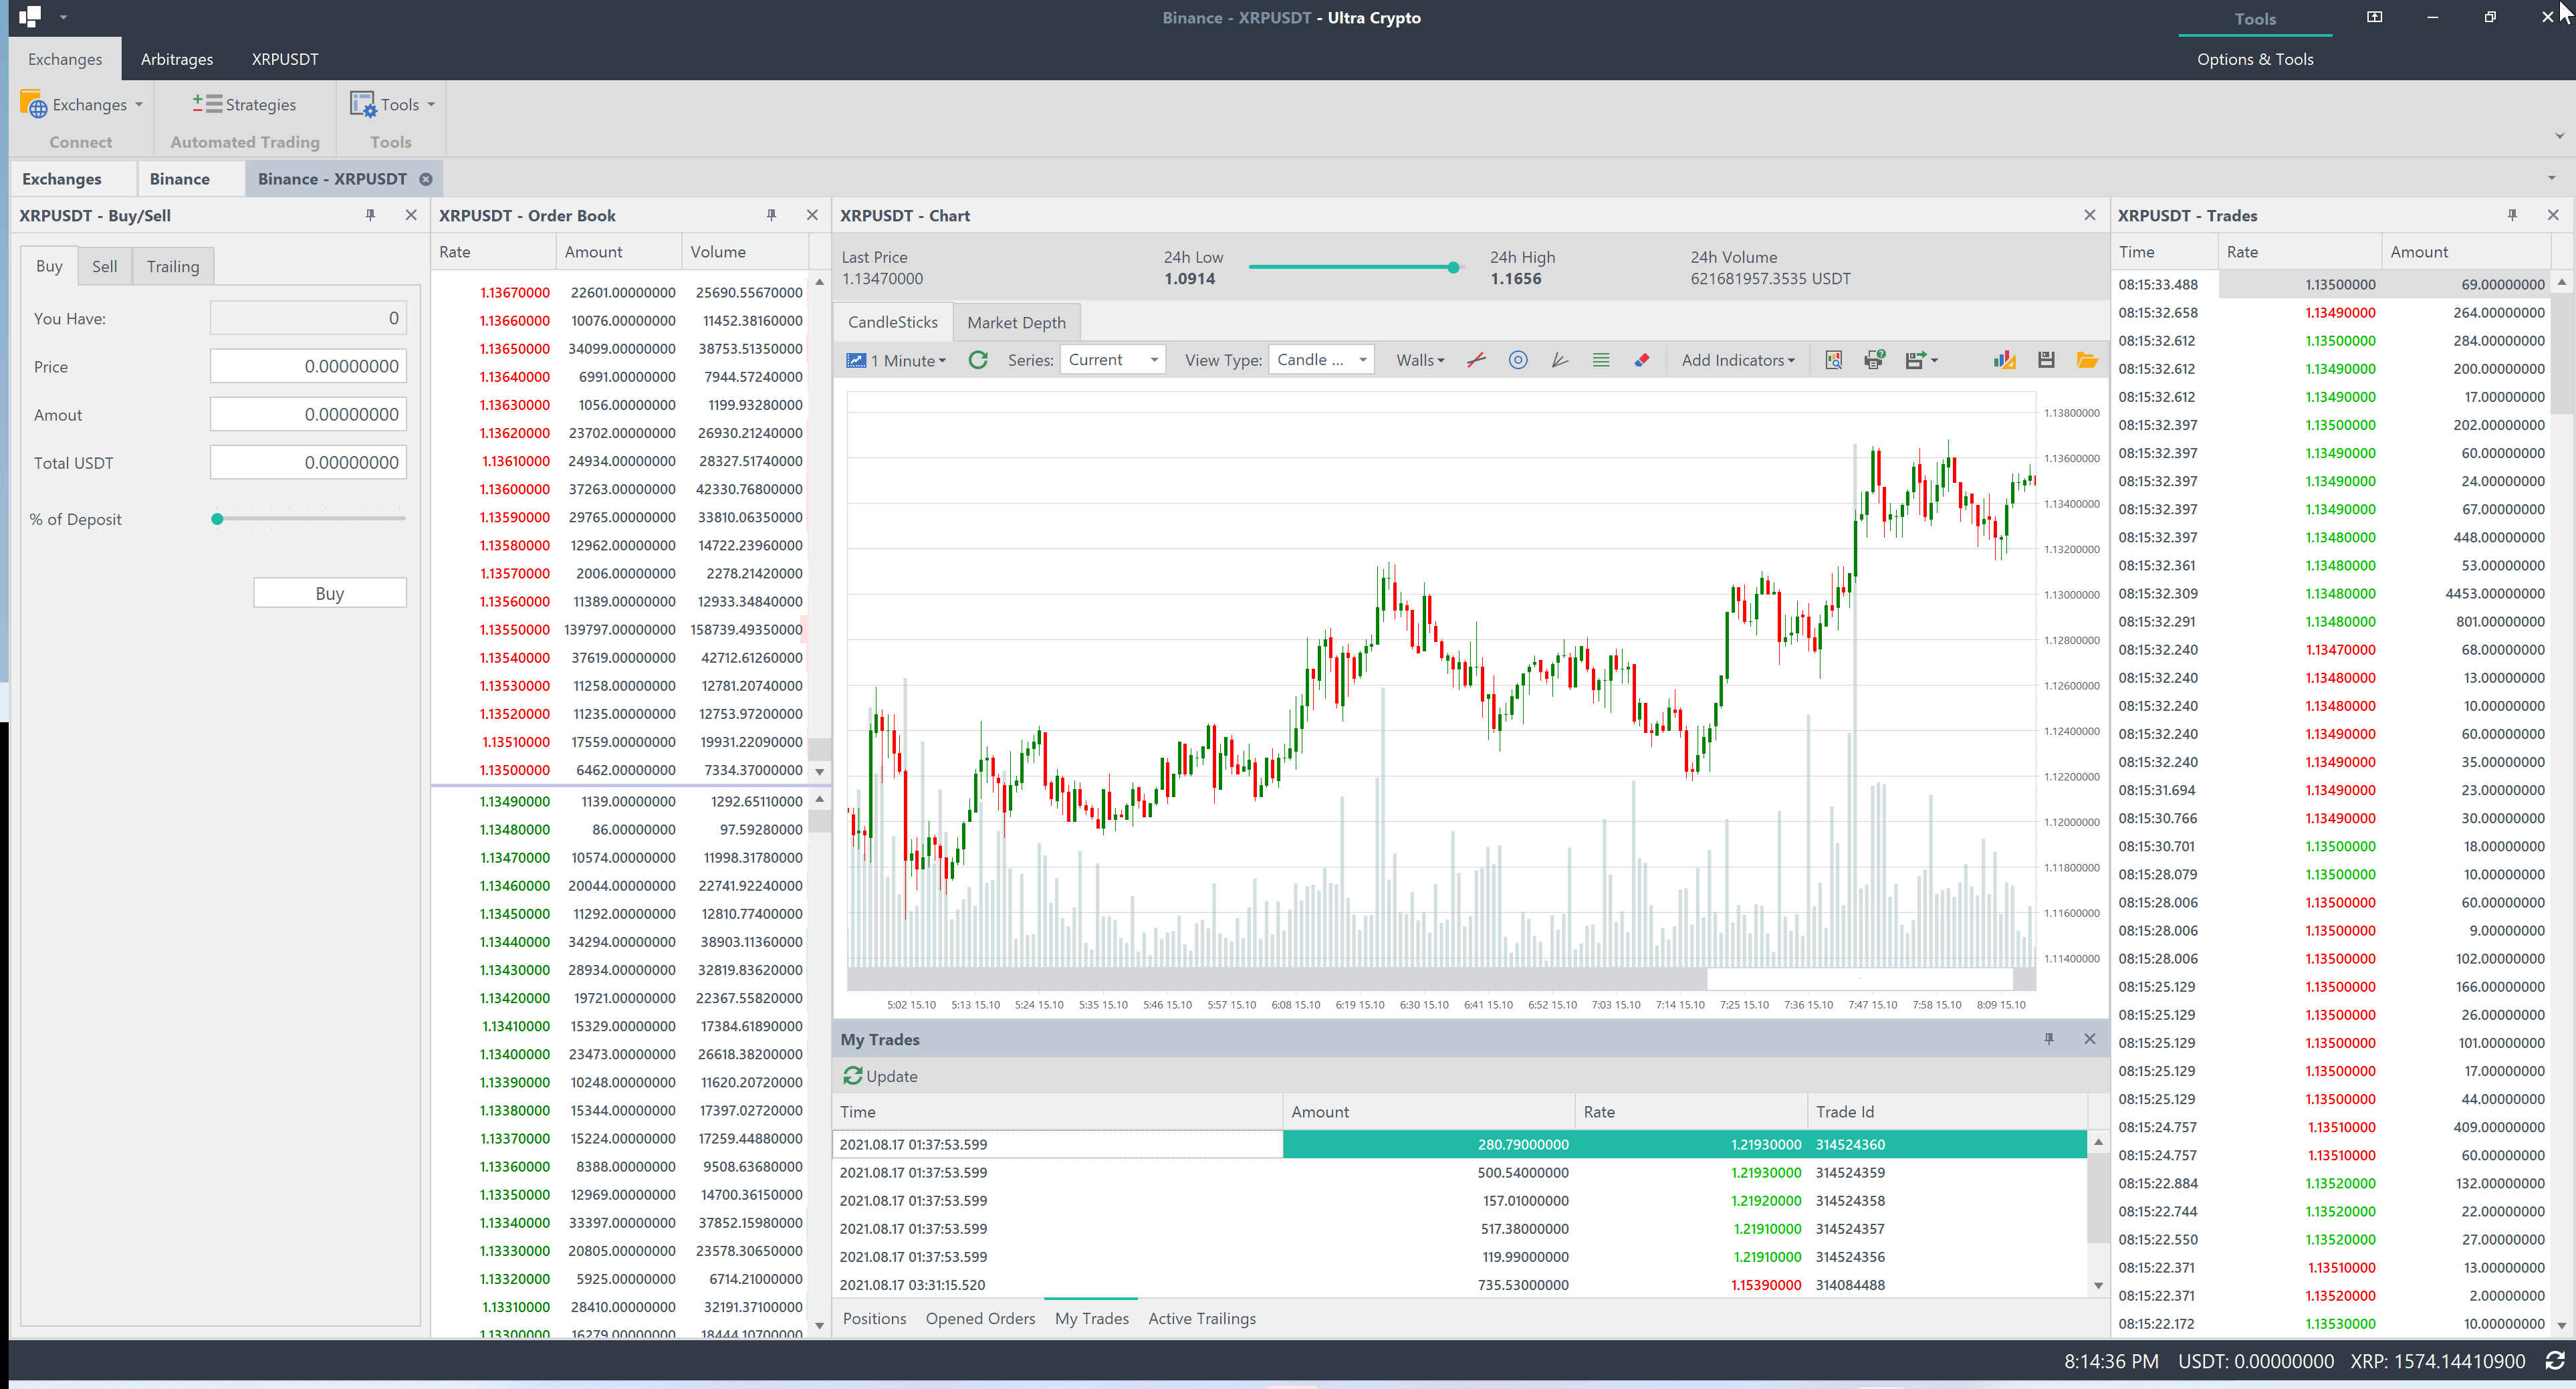 Binance - XRPUSDT - Ultra Crypto
Tools
Exchanges Arbitrages XRPUSDT Options & Tools
Exchanges Strategies Tools
Connect Automated Trading Tools
Exchanges Binance Binance - XRPUSDT
XRPUSDT - Buy/Sell
Buy Sell Trailing
You Have: 0
Price 0.00000000
Amout 0.00000000
Total USDT 0.00000000
% of Deposit
Buy
XRPUSDT - Order Book
Rate Amount Volume
1.13670000 22601.00000000 25690.55670000
1.13660000 10076.00000000 11452.38160000
1.13650000 34099.00000000 38753.51350000
1.13640000 6991.00000000 7944.57240000
1.13630000 1056.00000000 1199.93280000
1.13620000 23702.00000000 26930.21240000
1.13610000 24934.00000000 28327.51740000
1.13600000 37263.00000000 42330.76800000
1.13590000 29765.00000000 33810.06350000
1.13580000 12962.00000000 14722.23960000
1.13570000 2006.00000000 2278.21420000
1.13560000 11389.00000000 12933.34840000
1.13550000 139797.00000000 158739.49350000
1.13540000 37619.00000000 42712.61260000
1.13530000 11258.00000000 12781.20740000
1.13520000 11235.00000000 12753.97200000
1.13510000 17559.00000000 19931.22090000
1.13500000 6462.00000000 7334.37000000
1.13490000 1139.00000000 1292.65110000
1.13480000 86.00000000 97.59280000
1.13470000 10574.00000000 11998.31780000
1.13460000 20044.00000000 22741.92240000
1.13450000 11292.00000000 12810.77400000
1.13440000 34294.00000000 38903.11360000
1.13430000 28934.00000000 32819.83620000
1.13420000 19721.00000000 22367.55820000
1.13410000 15329.00000000 17384.61890000
1.13400000 23473.00000000 26618.38200000
1.13390000 10248.00000000 11620.20720000
1.13380000 15344.00000000 17397.02720000
1.13370000 15224.00000000 17259.44880000
1.13360000 8388.00000000 9508.63680000
1.13350000 12969.00000000 14700.36150000
1.13340000 33397.00000000 37852.15980000
1.13330000 20805.00000000 23578.30650000
1.13320000 5925.00000000 6714.21000000
1.13310000 28410.00000000 32191.37100000
1.13300000 16279.00000000 18444.10700000
XRPUSDT - Chart
Last Price 24h Low 24h High 24h Volume
1.13470000 1.0914 1.1656 621681957.3535 USDT
CandleSticks Market Depth
1 Minute Series: Current View Type: Candle ... Walls Add Indicators
1.13800000
1.13600000
1.13400000
1.13200000
1.13000000
1.12800000
1.12600000
1.12400000
1.12200000
1.12000000
1.11800000
1.11600000
1.11400000
5:02 15.10 5:13 15.10 5:24 15.10 5:35 15.10 5:46 15.10 5:57 15.10 6:08 15.10 6:19 15.10 6:30 15.10 6:41 15.10 6:52 15.10 7:03 15.10 7:14 15.10 7:25 15.10 7:36 15.10 7:47 15.10 7:58 15.10 8:09 15.10
My Trades
Update
Time Amount Rate Trade Id
2021.08.17 01:37:53.599 280.79000000 1.21930000 314524360
2021.08.17 01:37:53.599 500.54000000 1.21930000 314524359
2021.08.17 01:37:53.599 157.01000000 1.21920000 314524358
2021.08.17 01:37:53.599 517.38000000 1.21910000 314524357
2021.08.17 01:37:53.599 119.99000000 1.21910000 314524356
2021.08.17 03:31:15.520 735.53000000 1.15390000 314084488
Positions Opened Orders My Trades Active Trailings
XRPUSDT - Trades
Time Rate Amount
08:15:33.488 1.13500000 69.00000000
08:15:32.658 1.13490000 264.00000000
08:15:32.612 1.13500000 284.00000000
08:15:32.612 1.13490000 200.00000000
08:15:32.612 1.13490000 17.00000000
08:15:32.397 1.13500000 202.00000000
08:15:32.397 1.13490000 60.00000000
08:15:32.397 1.13490000 24.00000000
08:15:32.397 1.13490000 67.00000000
08:15:32.397 1.13480000 448.00000000
08:15:32.361 1.13480000 53.00000000
08:15:32.309 1.13480000 4453.00000000
08:15:32.291 1.13480000 801.00000000
08:15:32.240 1.13470000 68.00000000
08:15:32.240 1.13480000 13.00000000
08:15:32.240 1.13480000 10.00000000
08:15:32.240 1.13490000 60.00000000
08:15:32.240 1.13490000 35.00000000
08:15:31.694 1.13490000 23.00000000
08:15:30.766 1.13490000 30.00000000
08:15:30.701 1.13500000 18.00000000
08:15:28.079 1.13500000 10.00000000
08:15:28.006 1.13500000 60.00000000
08:15:28.006 1.13500000 9.00000000
08:15:28.006 1.13500000 102.00000000
08:15:25.129 1.13500000 166.00000000
08:15:25.129 1.13500000 26.00000000
08:15:25.129 1.13500000 101.00000000
08:15:25.129 1.13500000 17.00000000
08:15:25.129 1.13500000 44.00000000
08:15:24.757 1.13510000 409.00000000
08:15:24.757 1.13510000 60.00000000
08:15:22.884 1.13520000 132.00000000
08:15:22.744 1.13520000 22.00000000
08:15:22.550 1.13520000 27.00000000
08:15:22.371 1.13510000 13.00000000
08:15:22.371 1.13520000 2.00000000
08:15:22.172 1.13530000 10.00000000
8:14:36 PM USDT: 0.00000000 XRP: 1574.14410900